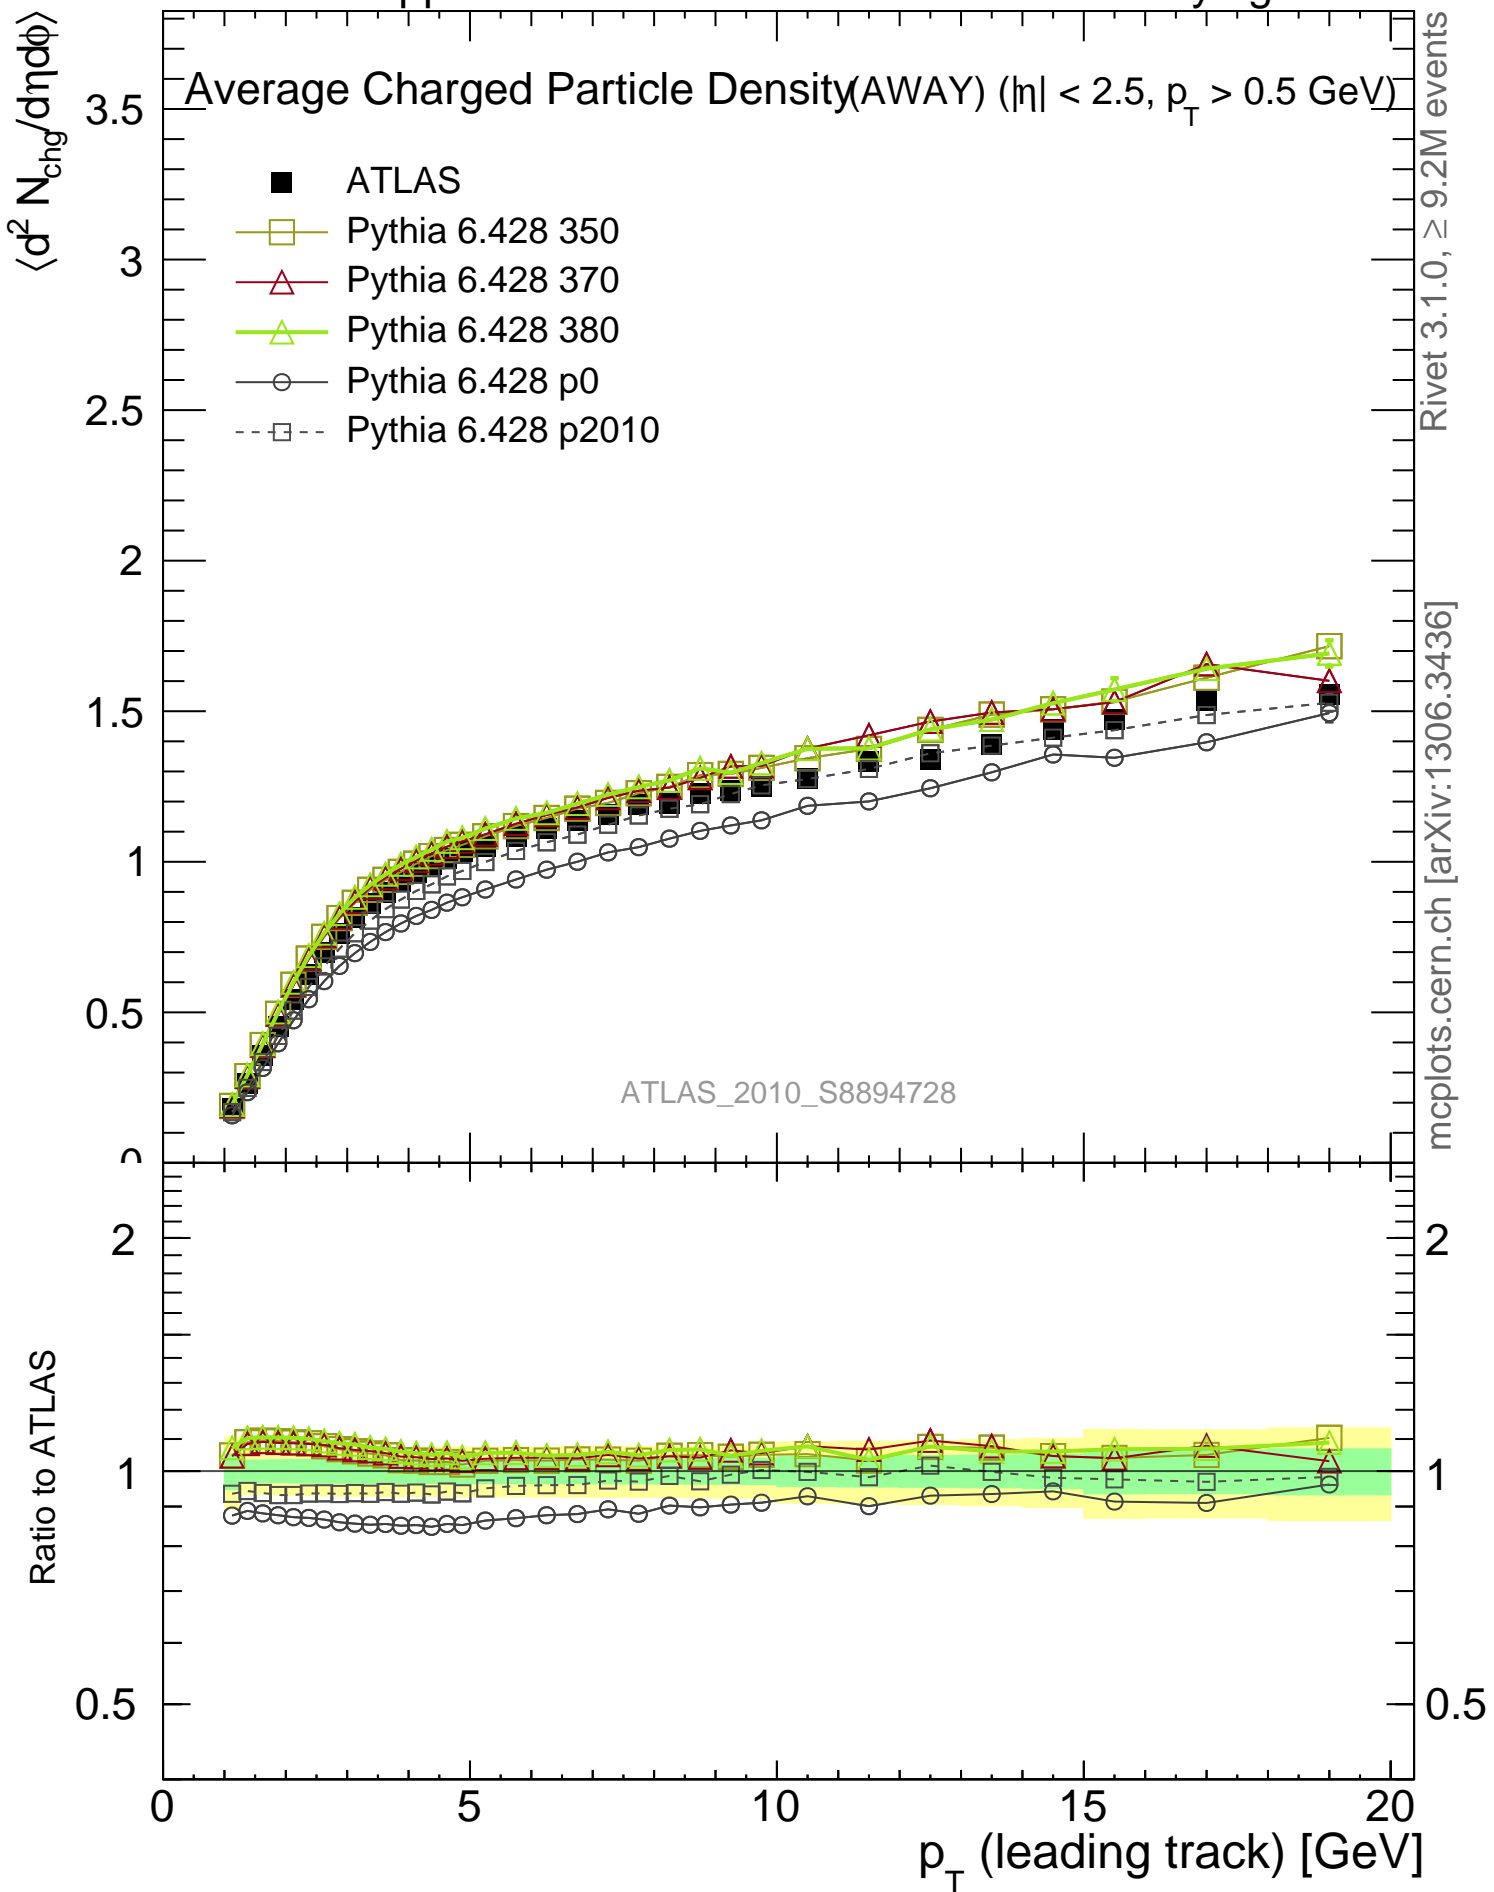 Average Charged Particle Density (AWAY) (|η| < 2.5, p_T > 0.5 GeV)
⟨d² N_chg/dηdϕ⟩
ATLAS
Pythia 6.428 350
Pythia 6.428 370
Pythia 6.428 380
Pythia 6.428 p0
Pythia 6.428 p2010
3.5
3
2.5
2
1.5
1
0.5
0
ATLAS_2010_S8894728
Rivet 3.1.0, ≥ 9.2M events
mcplots.cern.ch [arXiv:1306.3436]
Ratio to ATLAS
2
1
0.5
2
1
0.5
0
5
10
15
20
p_T (leading track) [GeV]